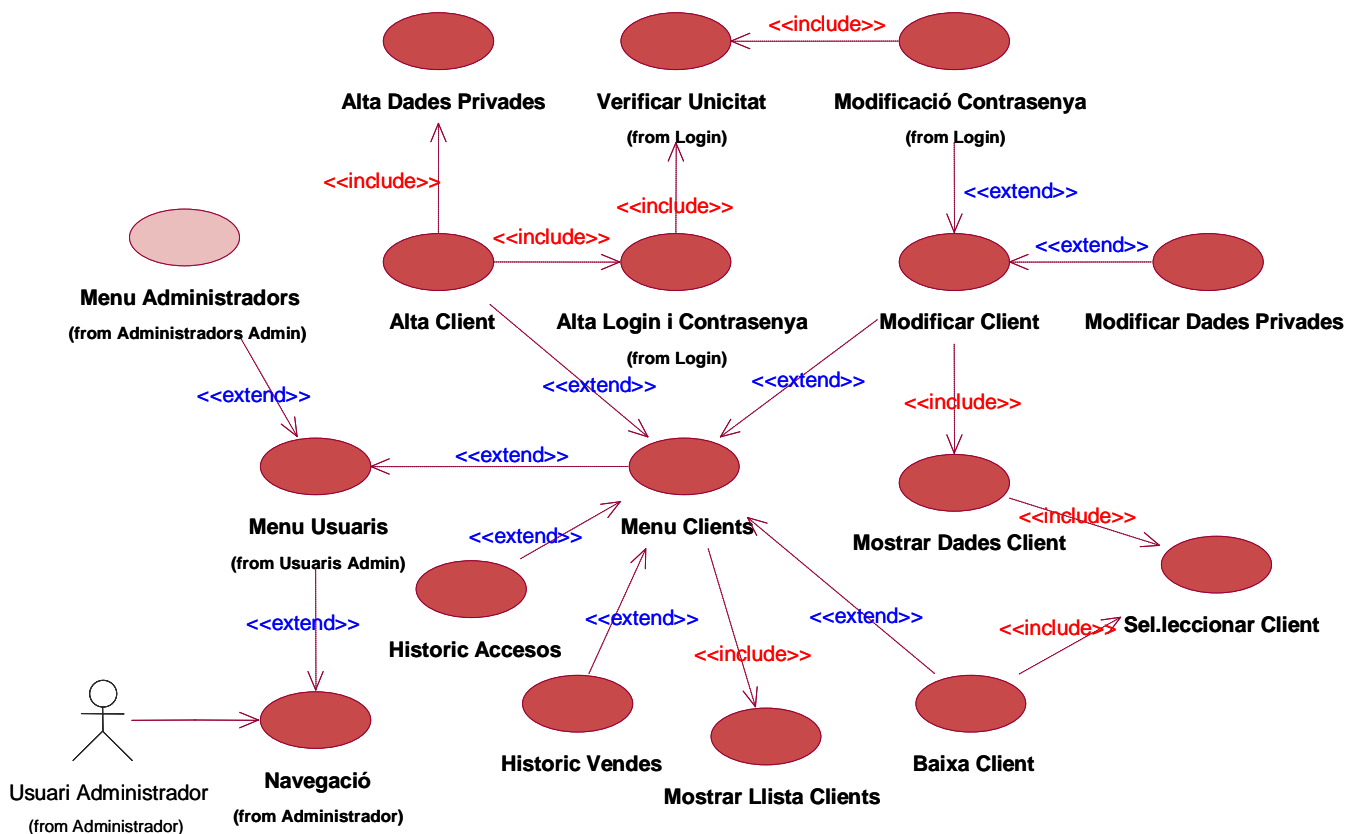 <<include>>
Alta Dades Privades
Verificar Unicitat
(from Login)
Modificació Contrasenya
(from Login)
<<include>>
<<include>>
<<extend>>
<<include>>
<<extend>>
Menu Administradors
(from Administradors Admin)
Alta Client
Alta Login i Contrasenya
(from Login)
Modificar Client
Modificar Dades Privades
<<extend>>
<<extend>>
<<extend>>
<<include>>
<<extend>>
Menu Usuaris
(from Usuaris Admin)
Menu Clients
<<extend>>
<<include>>
Mostrar Dades Client
<<extend>>
<<extend>>
<<extend>>
<<include>>
Sel.leccionar Client
Historic Accesos
<<include>>
Usuari Administrador
(from Administrador)
Navegació
(from Administrador)
Historic Vendes
Mostrar Llista Clients
Baixa Client